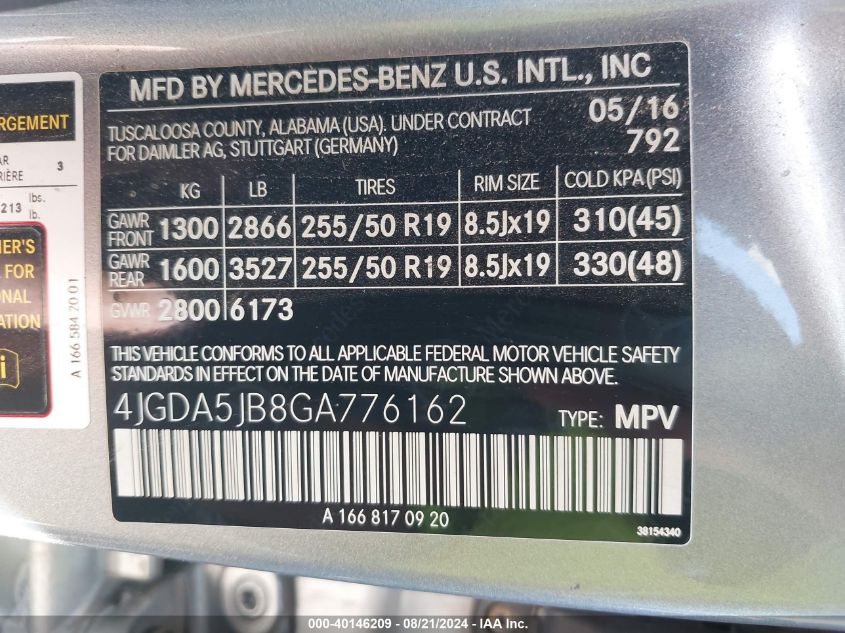 RGEMENT
AR 3
RIÈRE
213 lbs.
lb.
ER'S
FOR
ONAL
ATION
i
A 166 584 20 01
MFD BY MERCEDES-BENZ U.S. INTL., INC
TUSCALOOSA COUNTY, ALABAMA (USA). UNDER CONTRACT 05/16
FOR DAIMLER AG, STUTTGART (GERMANY) 792
KG LB TIRES RIM SIZE COLD KPA(PSI)
GAWR FRONT 1300 2866 255/50 R19 8.5Jx19 310(45)
GAWR REAR 1600 3527 255/50 R19 8.5Jx19 330(48)
GVWR 2800 6173
THIS VEHICLE CONFORMS TO ALL APPLICABLE FEDERAL MOTOR VEHICLE SAFETY
STANDARDS IN EFFECT ON THE DATE OF MANUFACTURE SHOWN ABOVE.
4JGDA5JB8GA776162 TYPE: MPV
A 166 817 09 20
38154340
000-40146209 - 08/21/2024 - IAA Inc.